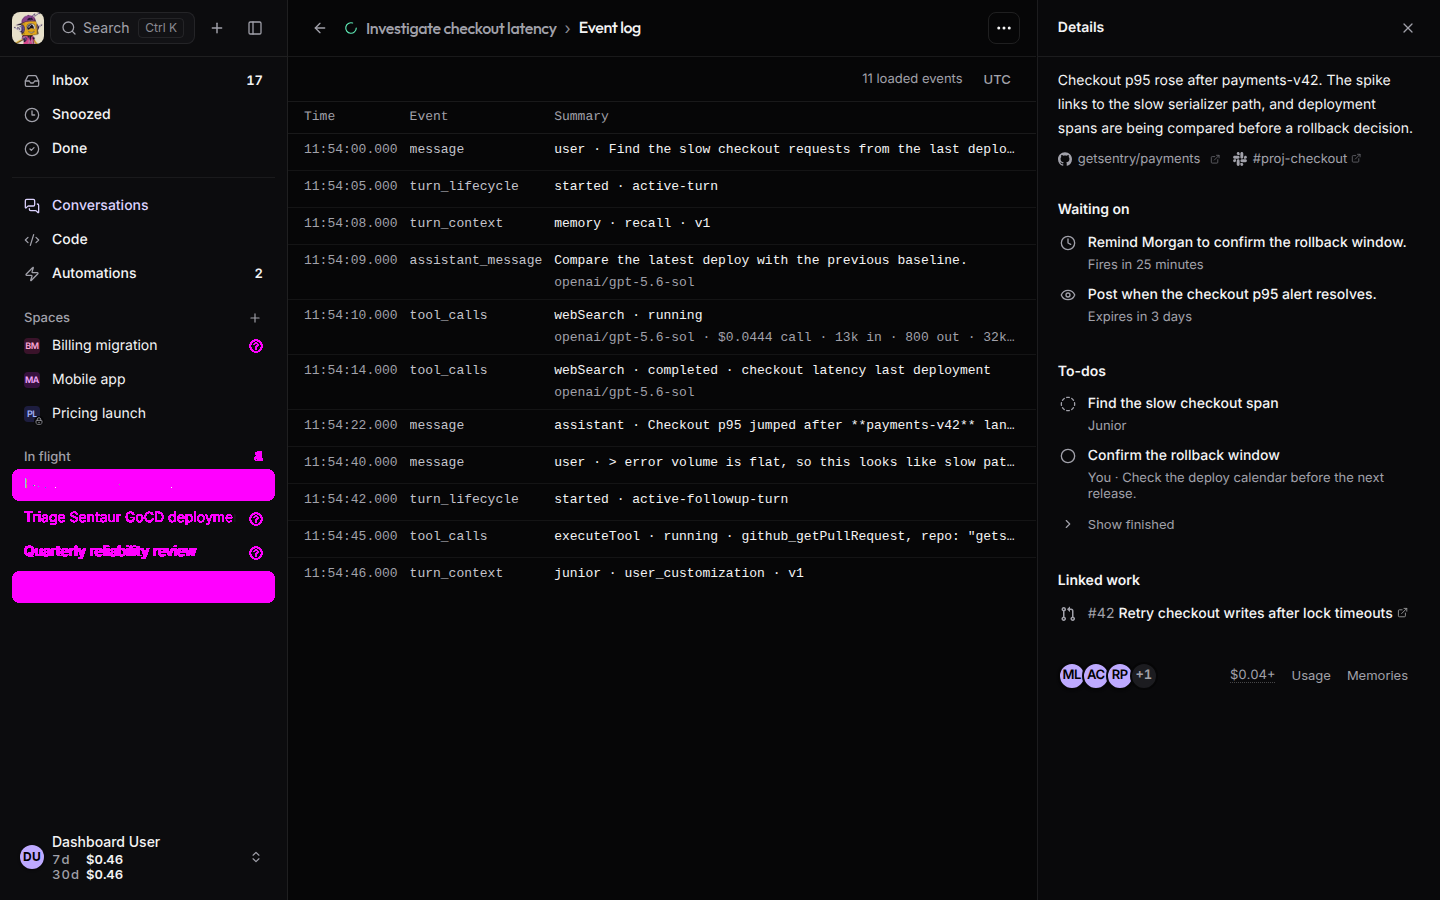 Search Ctrl K
Inbox 17
Snoozed
Done
Conversations
Code
Automations 2
Spaces
BM Billing migration
MA Mobile app
PL Pricing launch
In flight
Triage Sentaur GoCD deployme
Quarterly reliability review
DU Dashboard User
7d $0.46
30d $0.46
Investigate checkout latency › Event log
11 loaded events UTC
Time Event Summary
11:54:00.000 message user · Find the slow checkout requests from the last deplo…
11:54:05.000 turn_lifecycle started · active-turn
11:54:08.000 turn_context memory · recall · v1
11:54:09.000 assistant_message Compare the latest deploy with the previous baseline.
openai/gpt-5.6-sol
11:54:10.000 tool_calls webSearch · running
openai/gpt-5.6-sol · $0.0444 call · 13k in · 800 out · 32k…
11:54:14.000 tool_calls webSearch · completed · checkout latency last deployment
openai/gpt-5.6-sol
11:54:22.000 message assistant · Checkout p95 jumped after **payments-v42** lan…
11:54:40.000 message user · > error volume is flat, so this looks like slow pat…
11:54:42.000 turn_lifecycle started · active-followup-turn
11:54:45.000 tool_calls executeTool · running · github_getPullRequest, repo: "gets…
11:54:46.000 turn_context junior · user_customization · v1
Details
Checkout p95 rose after payments-v42. The spike
links to the slow serializer path, and deployment
spans are being compared before a rollback decision.
getsentry/payments #proj-checkout
Waiting on
Remind Morgan to confirm the rollback window.
Fires in 25 minutes
Post when the checkout p95 alert resolves.
Expires in 3 days
To-dos
Find the slow checkout span
Junior
Confirm the rollback window
You · Check the deploy calendar before the next
release.
Show finished
Linked work
#42 Retry checkout writes after lock timeouts
ML AC RP +1 $0.04+ Usage Memories